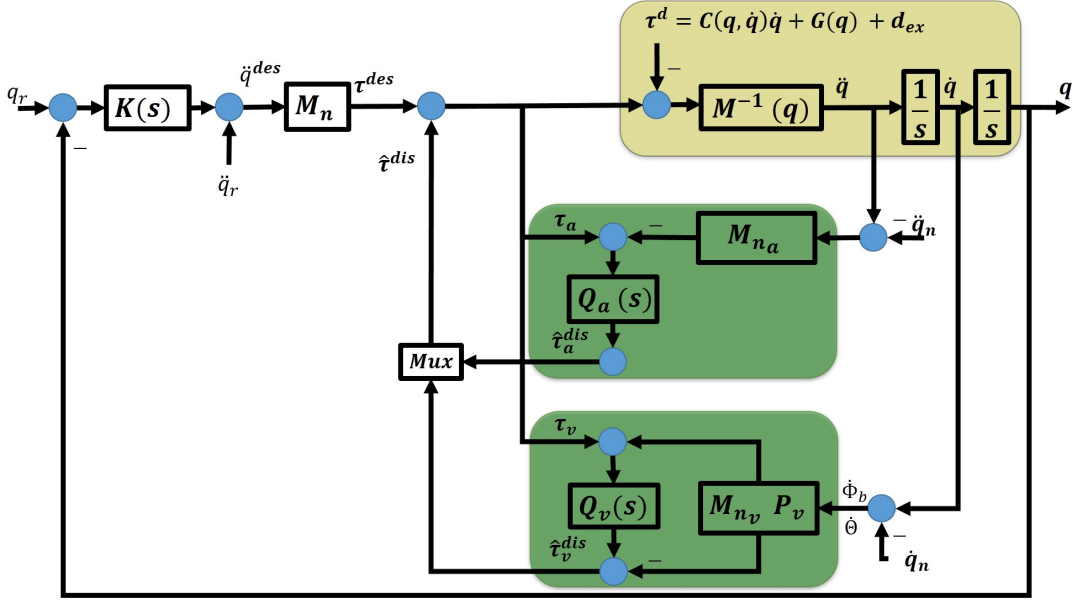 τᵈ = C(q, q̇)q̇ + G(q) + d_ex
q_r
−
K(s)
q̈^des
q̈_r
M_n
τ^des
τ̂^dis
−
M⁻¹ (q)
q̈
1/s
q̇
1/s
q
τ_a
−
M_{n_a}
− q̈_n
Q_a (s)
τ̂_a^dis
Mux
τ_v
Q_v(s)
τ̂_v^dis
−
M_{n_v} P_v
Φ̇_b
Θ̇
−
q̇_n